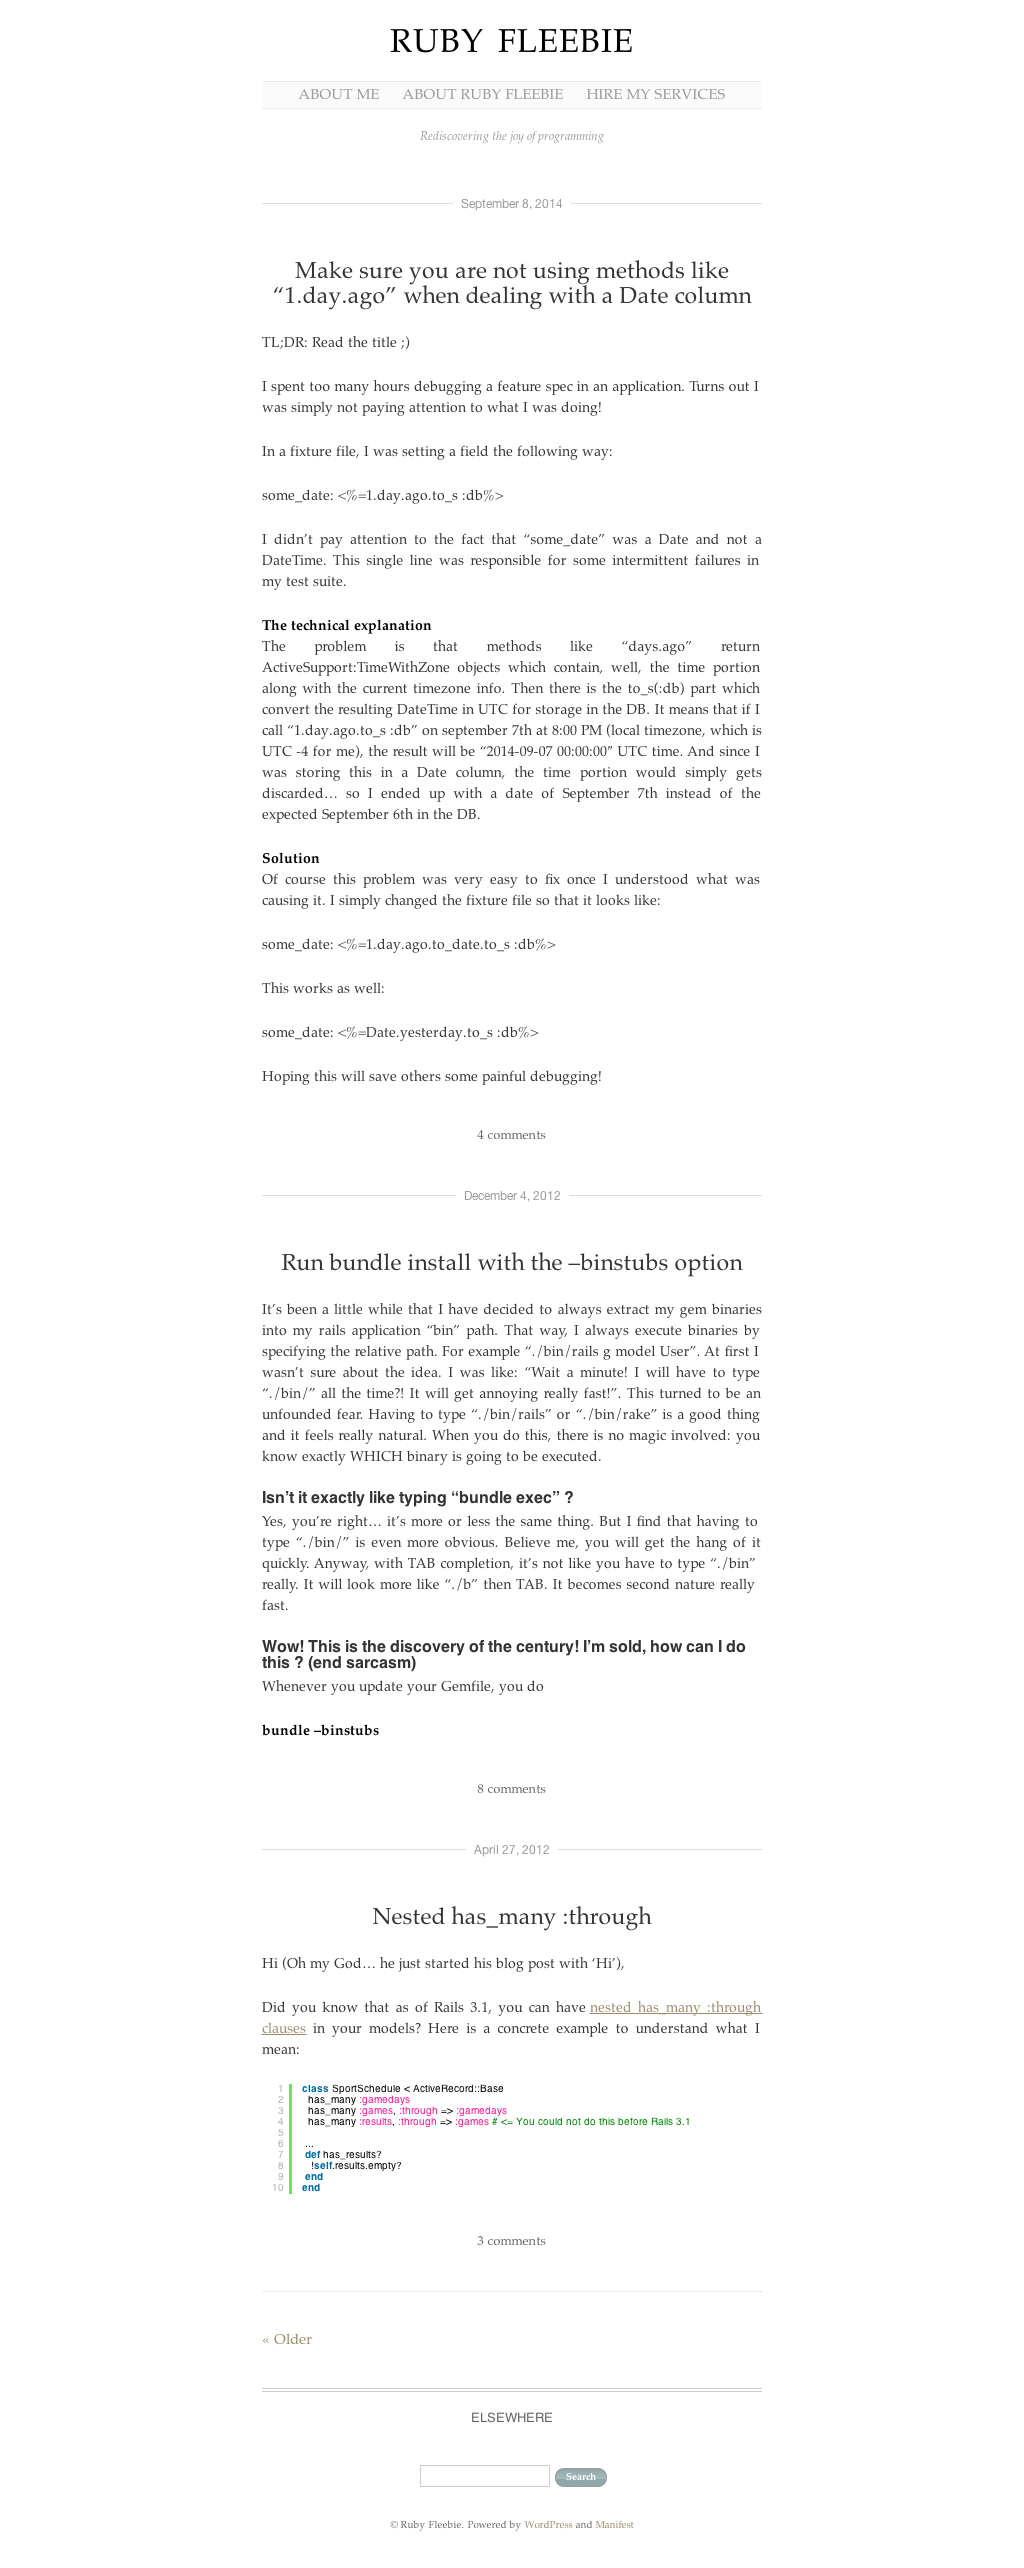 RUBY FLEEBIE
ABOUT ME ABOUT RUBY FLEEBIE HIRE MY SERVICES
Rediscovering the joy of programming
September 8, 2014
Make sure you are not using methods like
“1.day.ago” when dealing with a Date column
TL;DR: Read the title ;)
I spent too many hours debugging a feature spec in an application. Turns out I
was simply not paying attention to what I was doing!
In a fixture file, I was setting a field the following way:
some_date: <%=1.day.ago.to_s :db%>
I didn’t pay attention to the fact that “some_date” was a Date and not a
DateTime. This single line was responsible for some intermittent failures in
my test suite.
The technical explanation
The problem is that methods like “days.ago” return
ActiveSupport:TimeWithZone objects which contain, well, the time portion
along with the current timezone info. Then there is the to_s(:db) part which
convert the resulting DateTime in UTC for storage in the DB. It means that if I
call “1.day.ago.to_s :db” on september 7th at 8:00 PM (local timezone, which is
UTC -4 for me), the result will be “2014-09-07 00:00:00″ UTC time. And since I
was storing this in a Date column, the time portion would simply gets
discarded… so I ended up with a date of September 7th instead of the
expected September 6th in the DB.
Solution
Of course this problem was very easy to fix once I understood what was
causing it. I simply changed the fixture file so that it looks like:
some_date: <%=1.day.ago.to_date.to_s :db%>
This works as well:
some_date: <%=Date.yesterday.to_s :db%>
Hoping this will save others some painful debugging!
4 comments
December 4, 2012
Run bundle install with the –binstubs option
It’s been a little while that I have decided to always extract my gem binaries
into my rails application “bin” path. That way, I always execute binaries by
specifying the relative path. For example “./bin/rails g model User”. At first I
wasn’t sure about the idea. I was like: “Wait a minute! I will have to type
“./bin/” all the time?! It will get annoying really fast!”. This turned to be an
unfounded fear. Having to type “./bin/rails” or “./bin/rake” is a good thing
and it feels really natural. When you do this, there is no magic involved: you
know exactly WHICH binary is going to be executed.
Isn’t it exactly like typing “bundle exec” ?
Yes, you’re right… it’s more or less the same thing. But I find that having to
type “./bin/” is even more obvious. Believe me, you will get the hang of it
quickly. Anyway, with TAB completion, it’s not like you have to type “./bin”
really. It will look more like “./b” then TAB. It becomes second nature really
fast.
Wow! This is the discovery of the century! I’m sold, how can I do
this ? (end sarcasm)
Whenever you update your Gemfile, you do
bundle –binstubs
8 comments
April 27, 2012
Nested has_many :through
Hi (Oh my God… he just started his blog post with ‘Hi’),
Did you know that as of Rails 3.1, you can have nested has_many :through
clauses in your models? Here is a concrete example to understand what I
mean:
1 class SportSchedule < ActiveRecord::Base
2 has_many :gamedays
3 has_many :games, :through => :gamedays
4 has_many :results, :through => :games # <= You could not do this before Rails 3.1
5
6 ...
7 def has_results?
8 !self.results.empty?
9 end
10 end
3 comments
« Older
ELSEWHERE
Search
© Ruby Fleebie. Powered by WordPress and Manifest